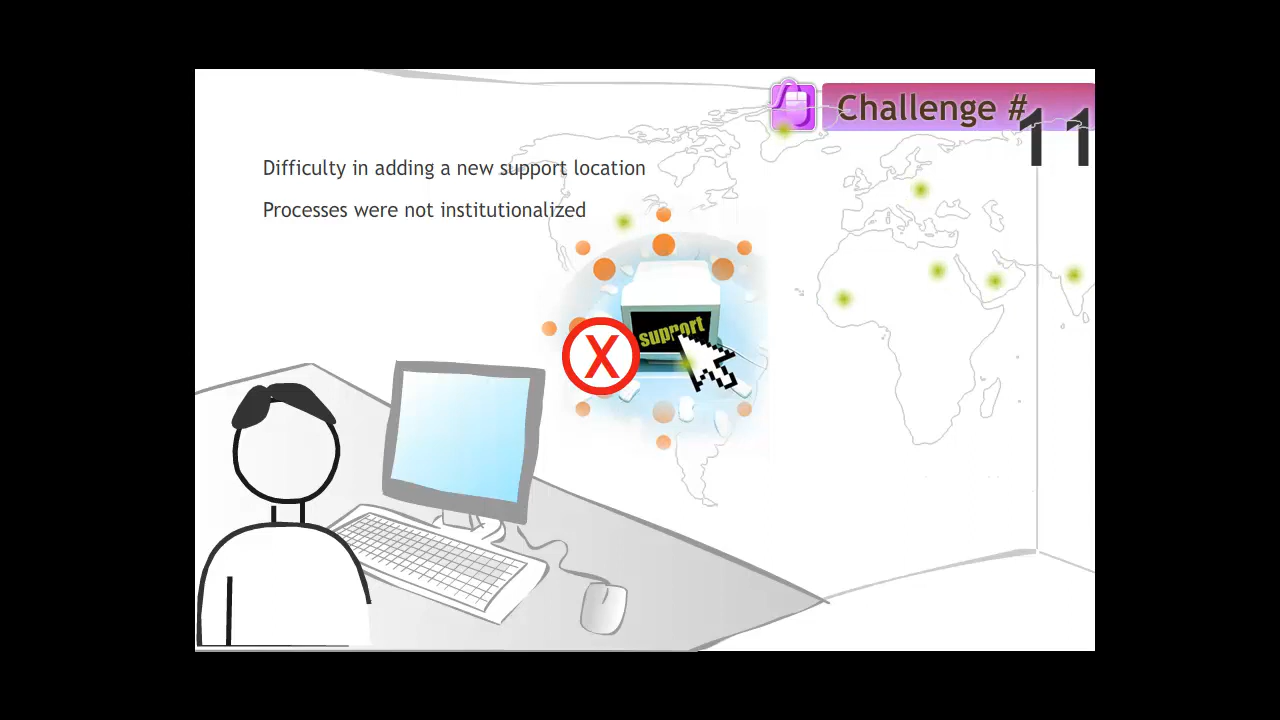 Challenge #
11
Difficulty in adding a new support location
Processes were not institutionalized
support
X